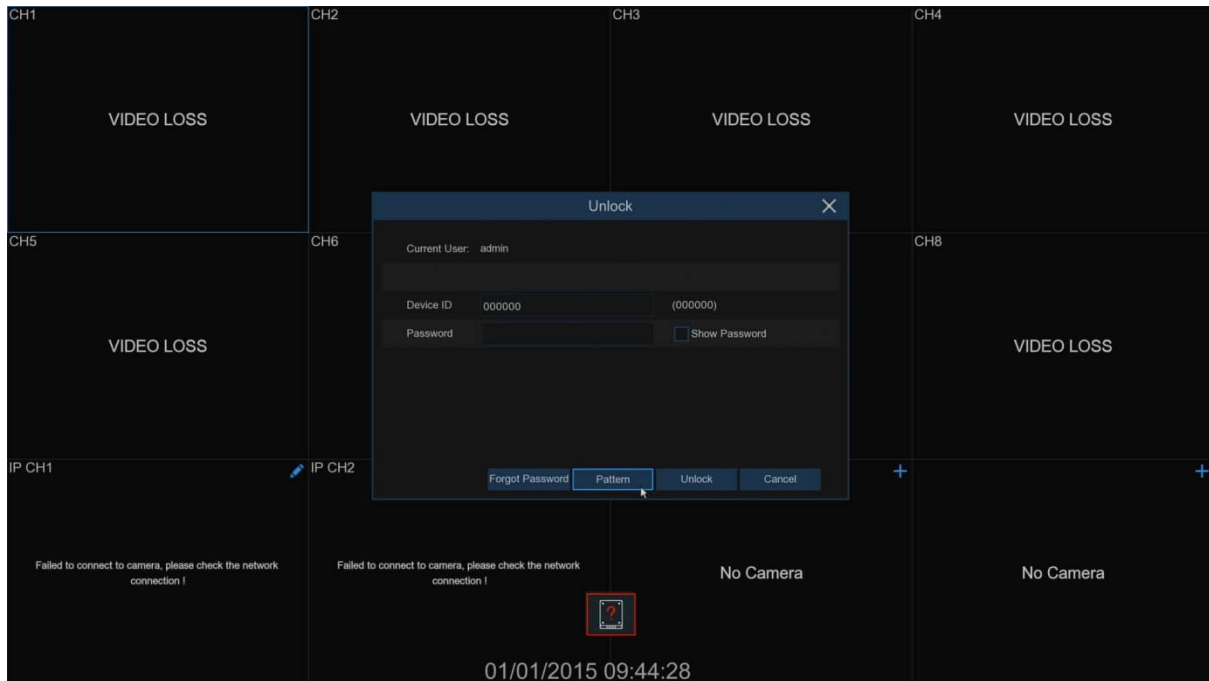 CH1
CH2
CH3
CH4
VIDEO LOSS
VIDEO LOSS
VIDEO LOSS
VIDEO LOSS
Unlock
CH5
CH6
CH8
Current User: admin
Device ID 000000 (000000)
Password Show Password
VIDEO LOSS
VIDEO LOSS
IP CH1
IP CH2
Forgot Password Pattern Unlock Cancel
Failed to connect to camera, please check the network
connection !
Failed to connect to camera, please check the network
connection !
No Camera
No Camera
?
01/01/2015 09:44:28